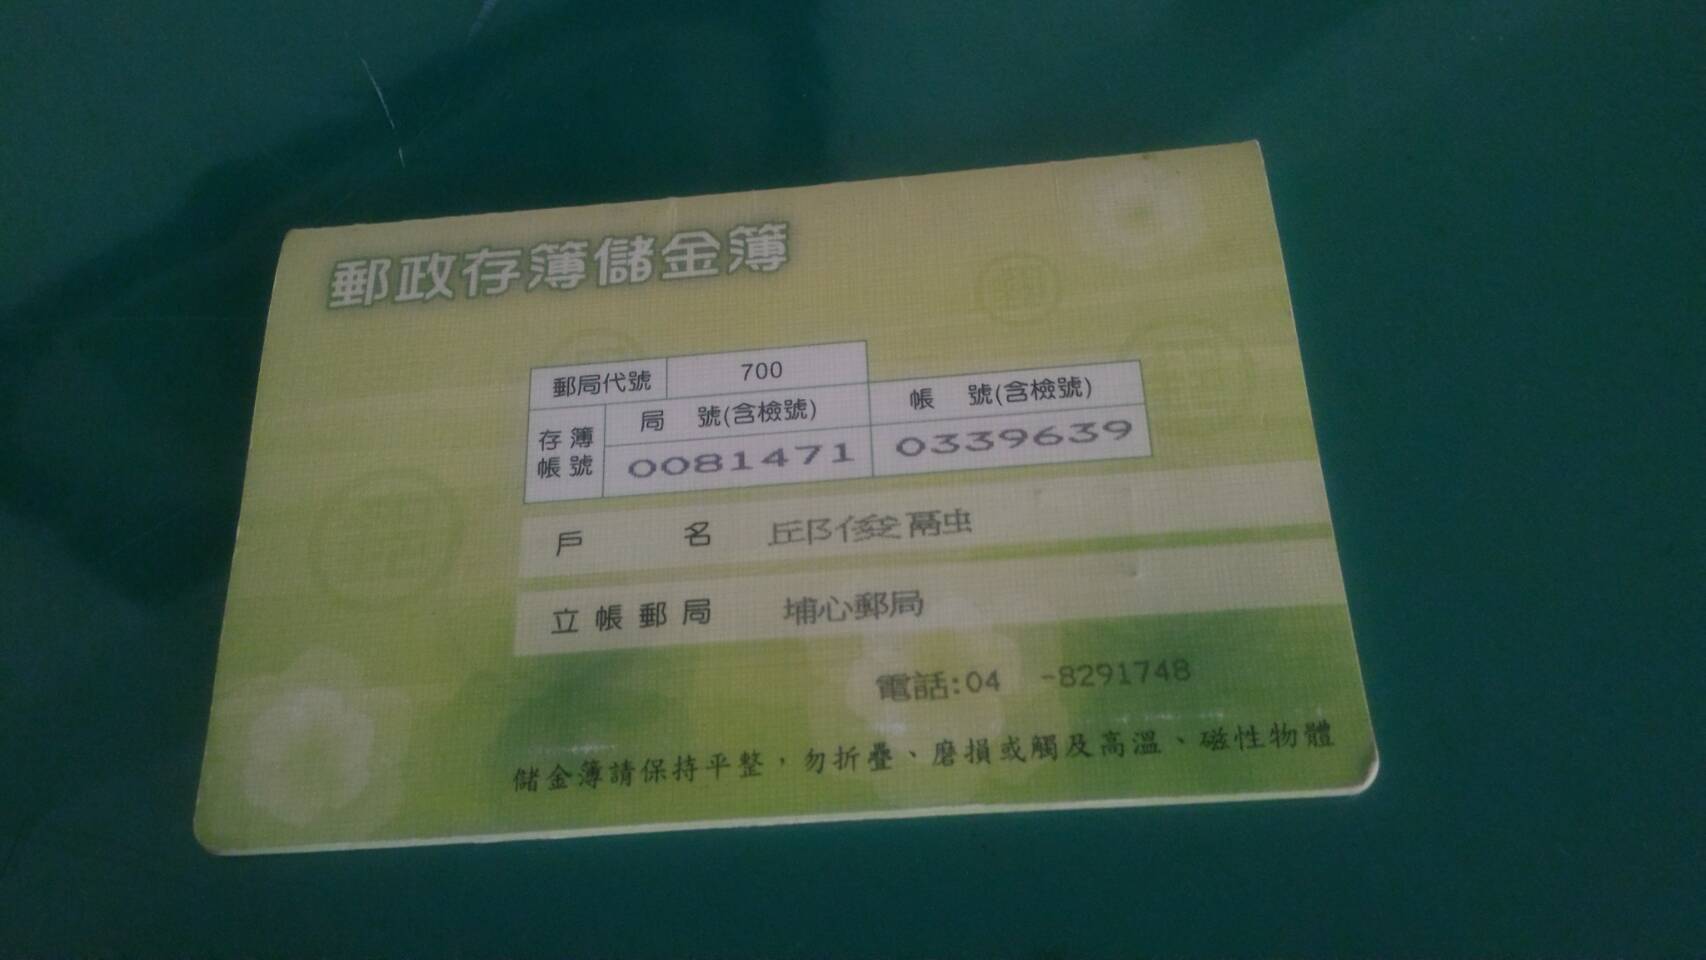 郵政存簿儲金簿
郵局代號 700
存簿帳號 局 號(含檢號) 帳 號(含檢號)
0081471 0339639
戶 名 邱俊融
立帳郵局 埔心郵局
電話:04 -8291748
儲金簿請保持平整,勿折疊、磨損或觸及高溫、磁性物體